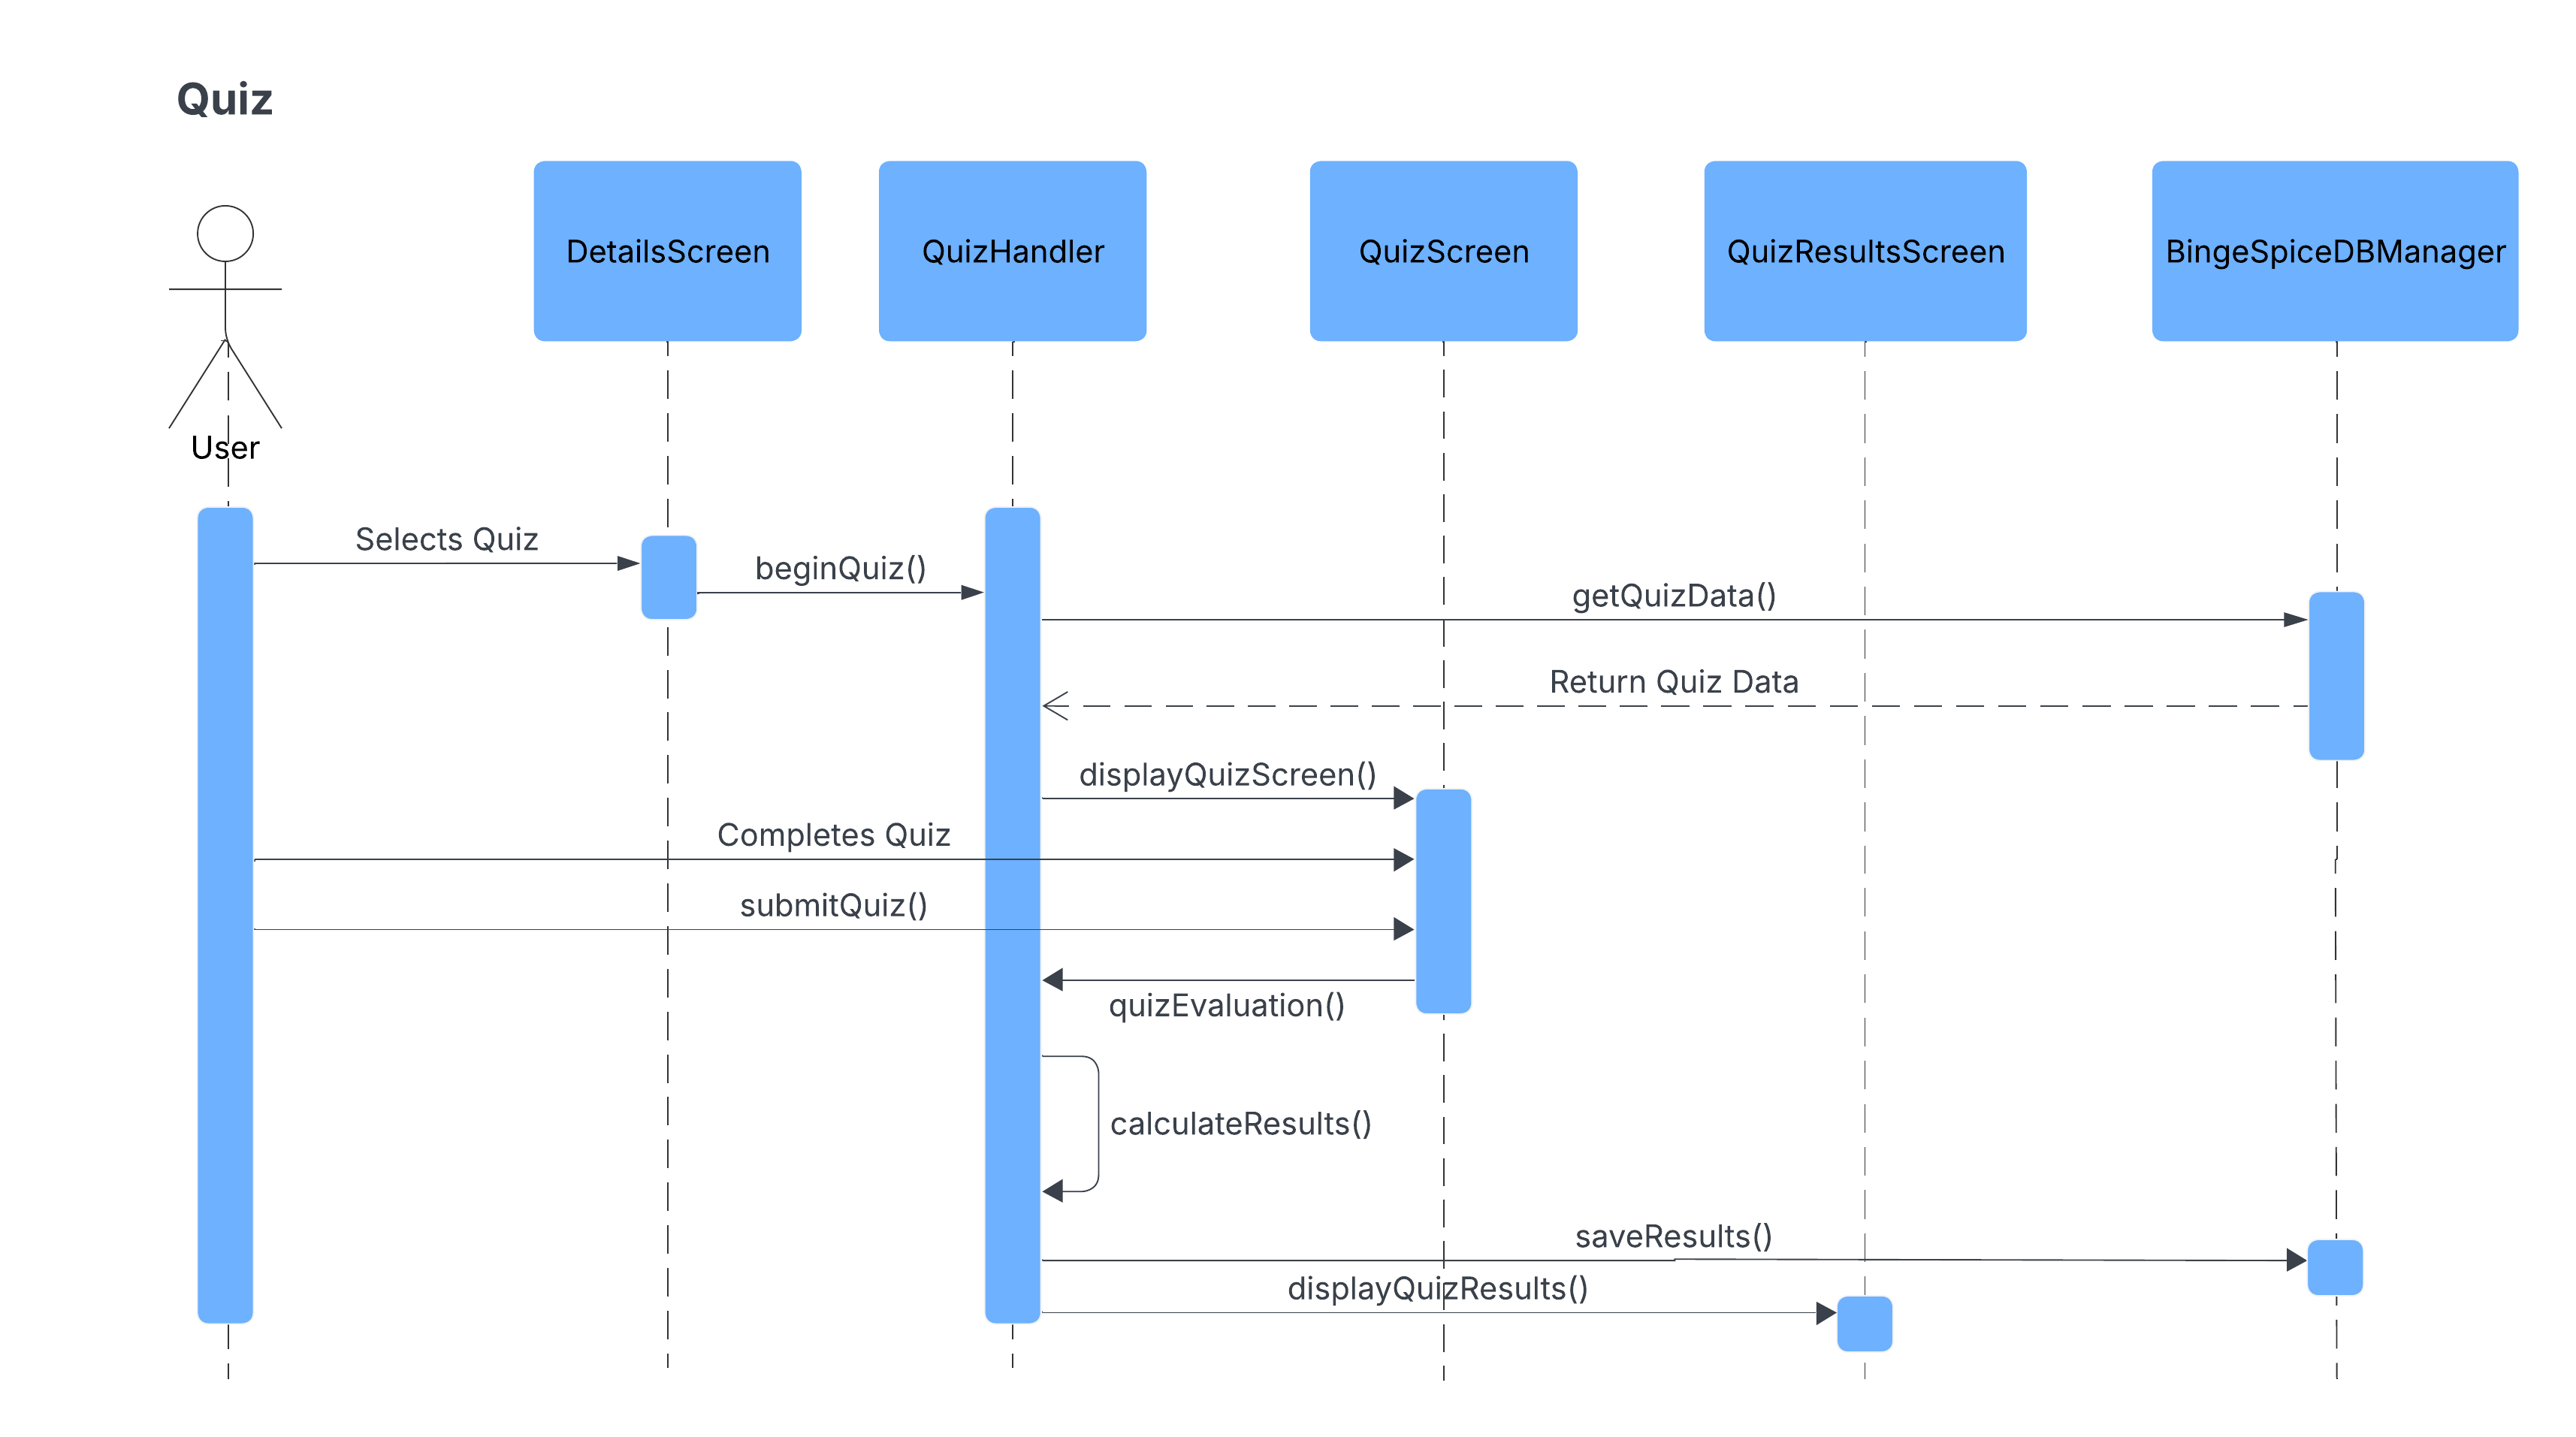 Quiz
DetailsScreen
QuizHandler
QuizScreen
QuizResultsScreen
BingeSpiceDBManager
User
Selects Quiz
beginQuiz()
getQuizData()
Return Quiz Data
displayQuizScreen()
Completes Quiz
submitQuiz()
quizEvaluation()
calculateResults()
saveResults()
displayQuizResults()